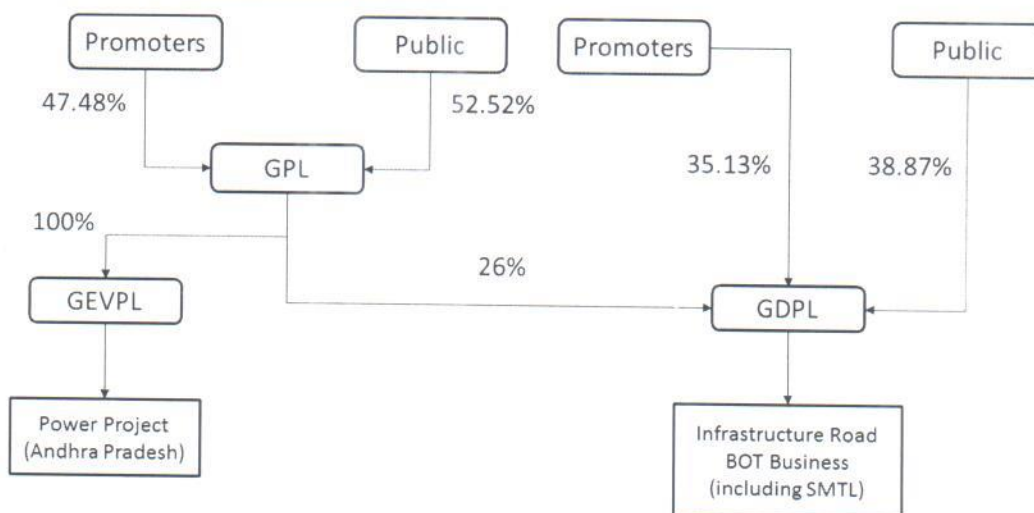 Promoters
Public
Promoters
Public
47.48%
52.52%
35.13%
38.87%
GPL
100%
26%
GEVPL
GDPL
Power Project
(Andhra Pradesh)
Infrastructure Road
BOT Business
(including SMTL)